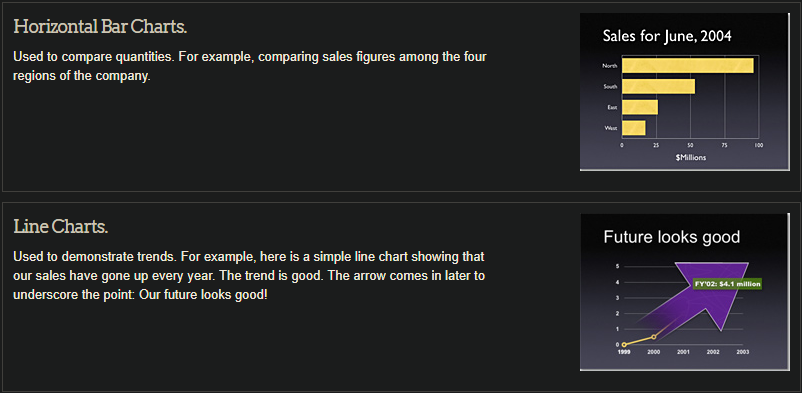 Horizontal Bar Charts.
Used to compare quantities. For example, comparing sales figures among the four
regions of the company.
Sales for June, 2004
North
South
East
West
0 25 50 75 100
$Millions
Line Charts.
Used to demonstrate trends. For example, here is a simple line chart showing that
our sales have gone up every year. The trend is good. The arrow comes in later to
underscore the point: Our future looks good!
Future looks good
5
4
FY'02: $4.1 million
3
2
1
0
1999 2000 2001 2002 2003